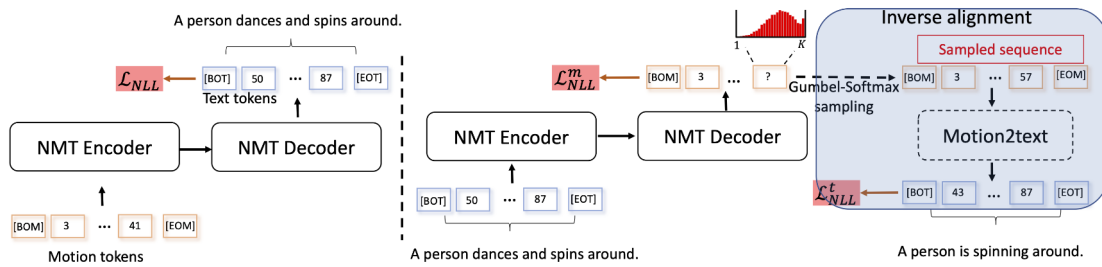 A person dances and spins around.
ℒ_NLL
[BOT] 50 ... 87 [EOT]
Text tokens
NMT Encoder
NMT Decoder
[BOM] 3 ... 41 [EOM]
Motion tokens
1 K
ℒ^m_NLL
[BOM] 3 ... ?
Gumbel-Softmax
sampling
NMT Encoder
NMT Decoder
[BOT] 50 ... 87 [EOT]
A person dances and spins around.
Inverse alignment
Sampled sequence
[BOM] 3 ... 57 [EOM]
Motion2text
ℒ^t_NLL
[BOT] 43 ... 87 [EOT]
A person is spinning around.